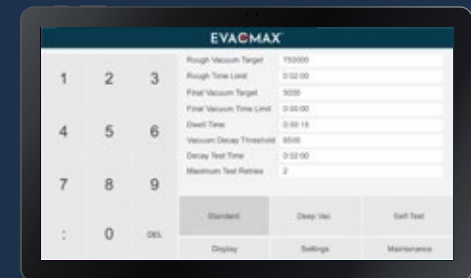 EVACMAX
1 2 3
4 5 6
7 8 9
: 0 DEL
Rough Vacuum Target 750000
Rough Time Limit 0:02:00
Final Vacuum Target 5000
Final Vacuum Time Limit 0:00:00
Dwell Time 0:00:15
Vacuum Decay Threshold 6500
Decay Test Time 0:02:00
Maximum Test Retries 2
Standard Deep Vac Self-Test
Display Settings Maintenance